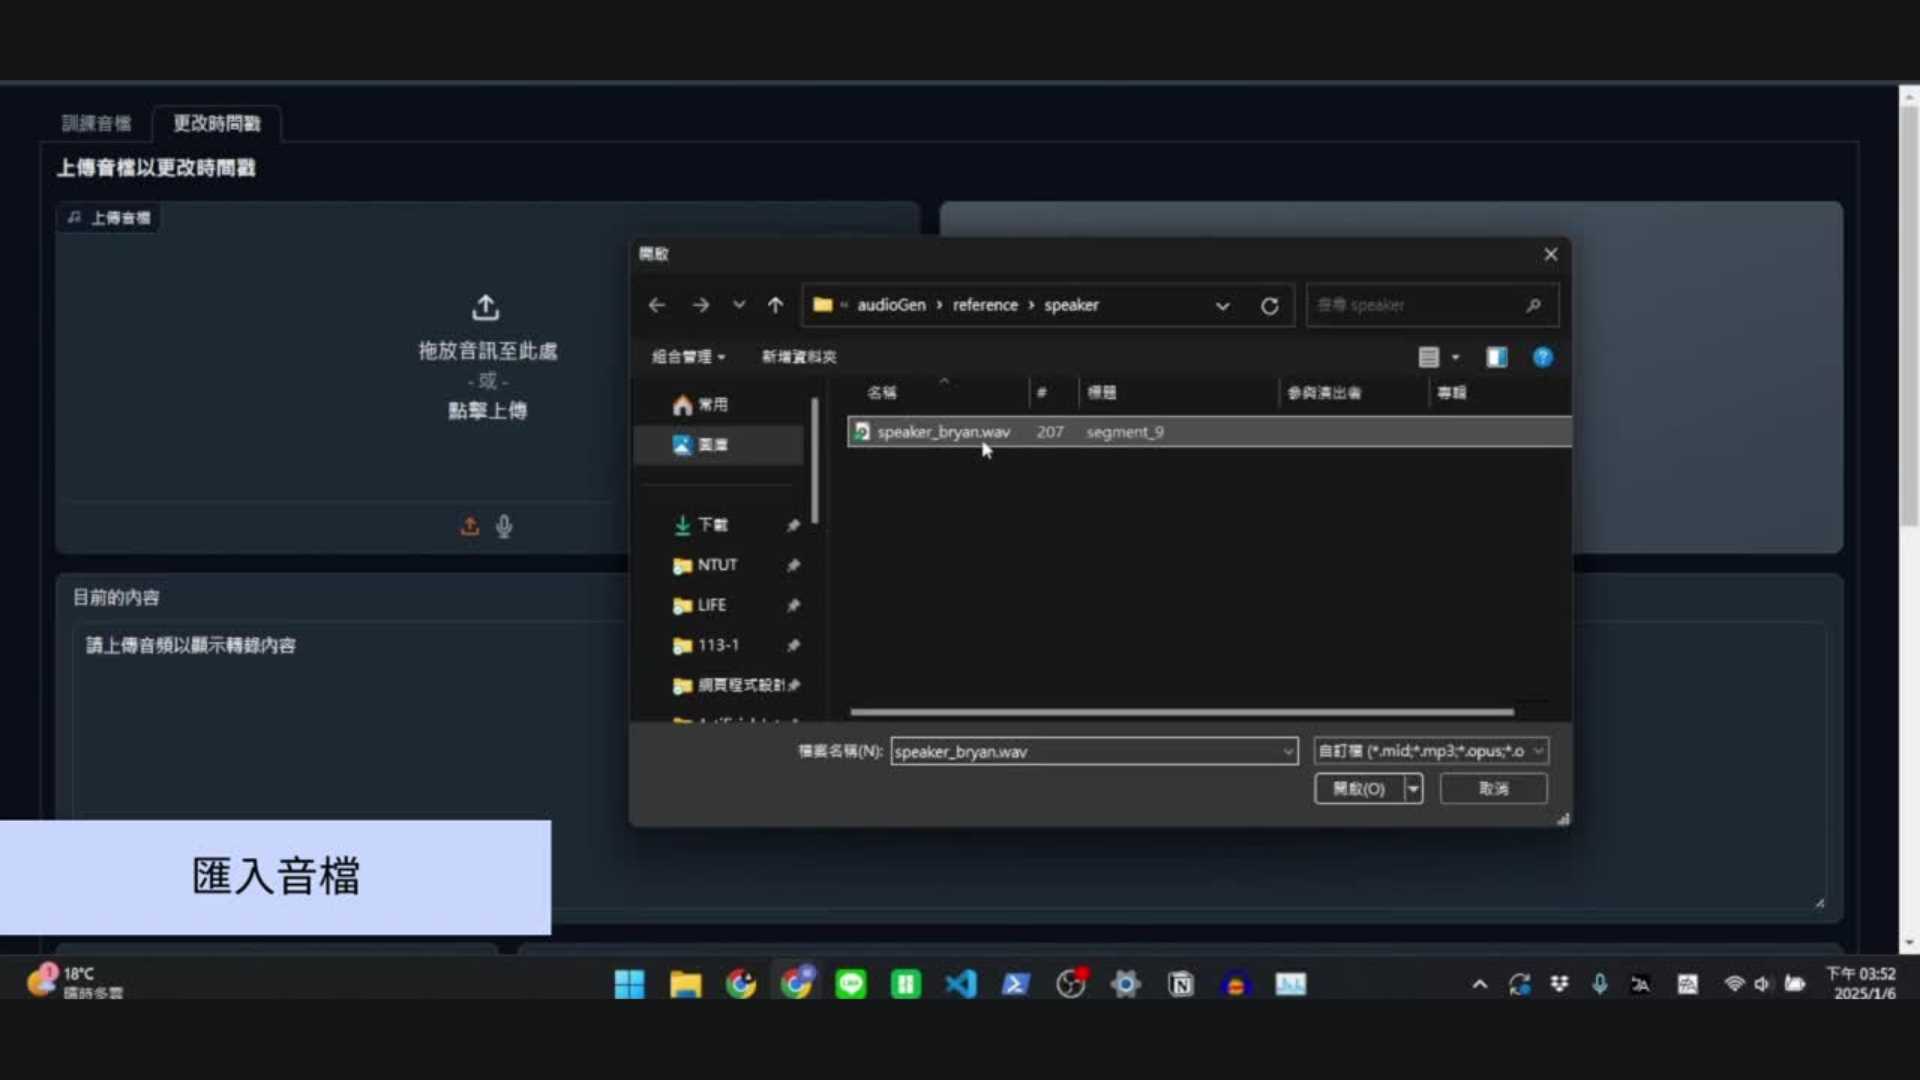 訓練音檔
更改時間戳
上傳音檔以更改時間戳
上傳音檔
拖放音訊至此處
- 或 -
點擊上傳
目前的內容
請上傳音頻以顯示轉錄內容
開啟
« audioGen › reference › speaker
搜尋 speaker
組合管理
新增資料夾
名稱
#
標題
參與演出者
專輯
常用
圖庫
下載
NTUT
LIFE
113-1
網頁程式設計
speaker_bryan.wav 207 segment_9
檔案名稱(N): speaker_bryan.wav
自訂檔 (*.mid;*.mp3;*.opus;*.o
開啟(O)
取消
匯入音檔
1
18°C
晴時多雲
下午 03:52
2025/1/6